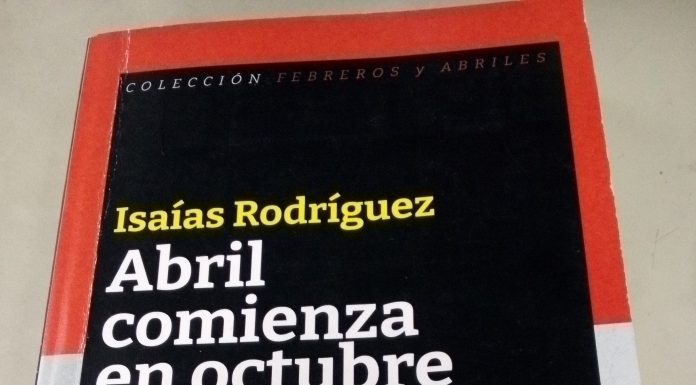 COLECCIÓN FEBREROS y ABRILES
Isaías Rodríguez
Abril
comienza
en octubre